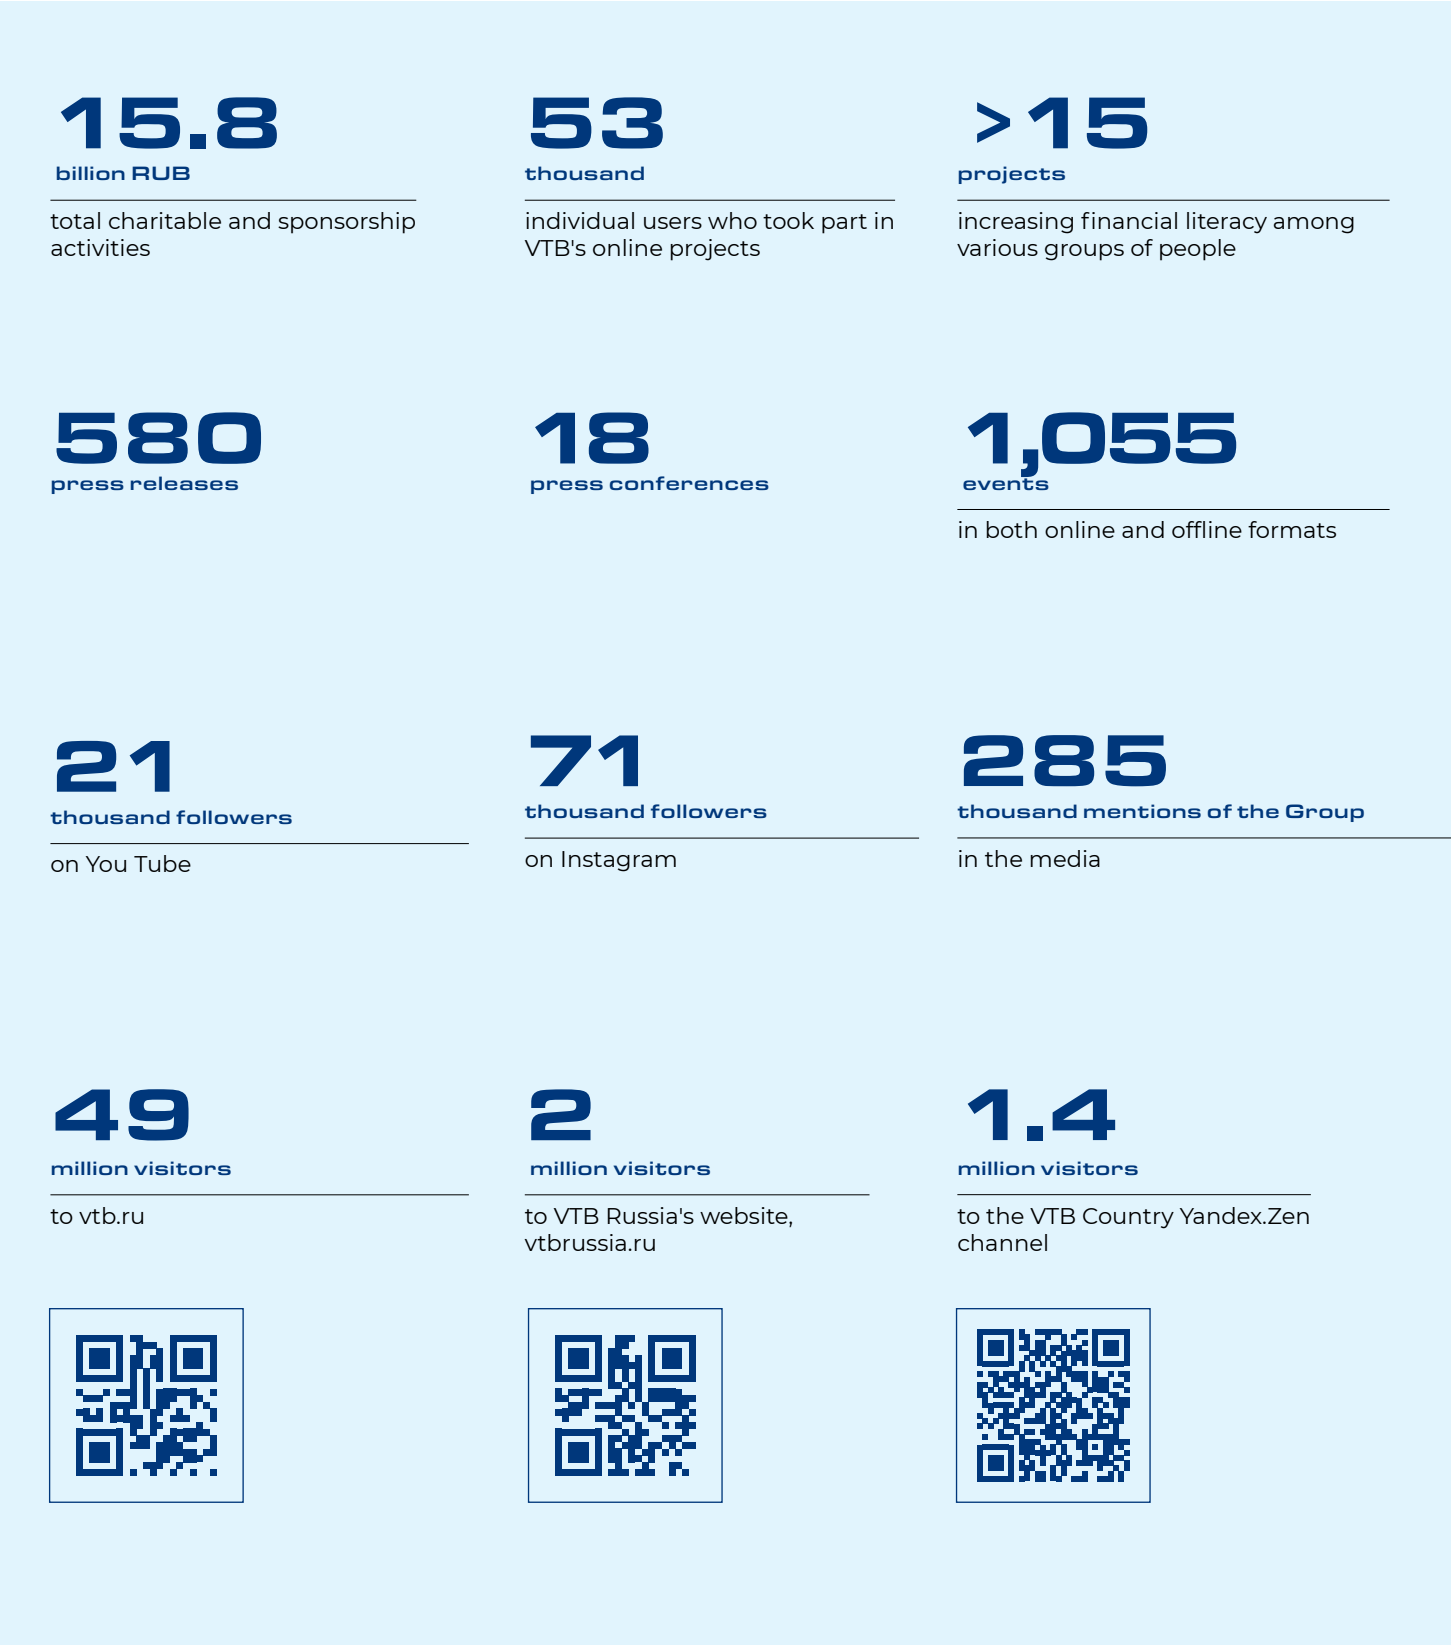 15.8
billion RUB
total charitable and sponsorship
activities
53
thousand
individual users who took part in
VTB's online projects
>15
projects
increasing financial literacy among
various groups of people
580
press releases
18
press conferences
1,055
events
in both online and offline formats
21
thousand followers
on You Tube
71
thousand followers
on Instagram
285
thousand mentions of the Group
in the media
49
million visitors
to vtb.ru
2
million visitors
to VTB Russia's website,
vtbrussia.ru
1.4
million visitors
to the VTB Country Yandex.Zen
channel